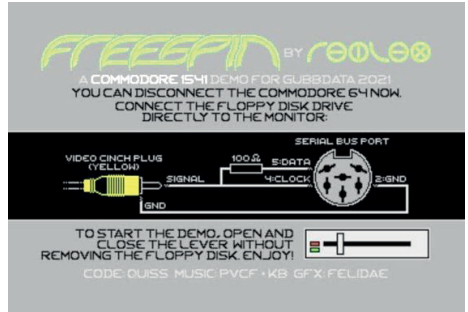 FREESPIN BY REMLEX
A COMMODORE 1541 DEMO FOR GUBBDATA 2021
YOU CAN DISCONNECT THE COMMODORE 64 NOW.
CONNECT THE FLOPPY DISK DRIVE
DIRECTLY TO THE MONITOR:
SERIAL BUS PORT
VIDEO CINCH PLUG
(YELLOW)
100Ω
5:DATA
SIGNAL
4:CLOCK
2:GND
GND
TO START THE DEMO, OPEN AND
CLOSE THE LEVER WITHOUT
REMOVING THE FLOPPY DISK. ENJOY!
CODE: QUISS MUSIC: PVCF + KB GFX: FELIDAE